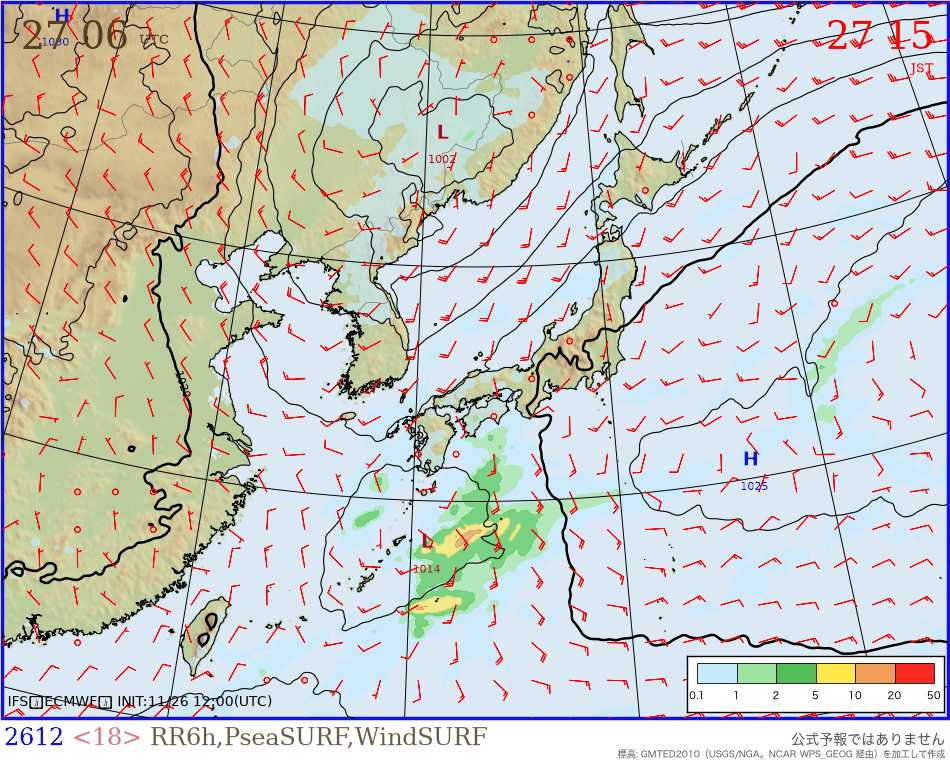 27 06 UTC
27 15 JST
H
1030
L
1002
1020
H
1025
L
1014
0.1 1 2 5 10 20 50
IFS(ECMWF) INIT:11/26 12:00(UTC)
2612 <18> RR6h,PseaSURF,WindSURF
公式予報ではありません
標高: GMTED2010（USGS/NGA。NCAR WPS_GEOG 経由）を加工して作成